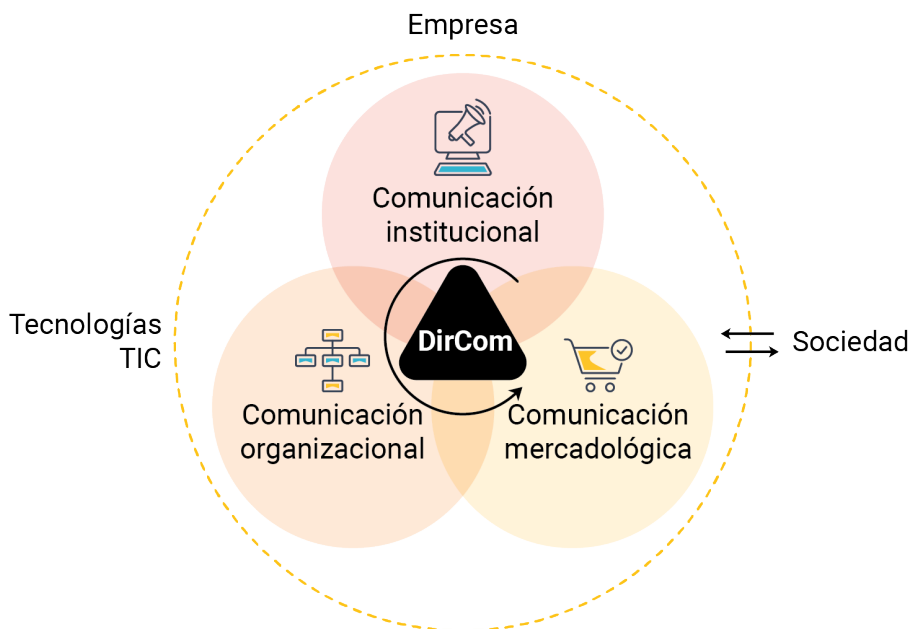 Empresa
Comunicación
institucional
Tecnologías
TIC
DirCom
Sociedad
Comunicación
organizacional
Comunicación
mercadológica